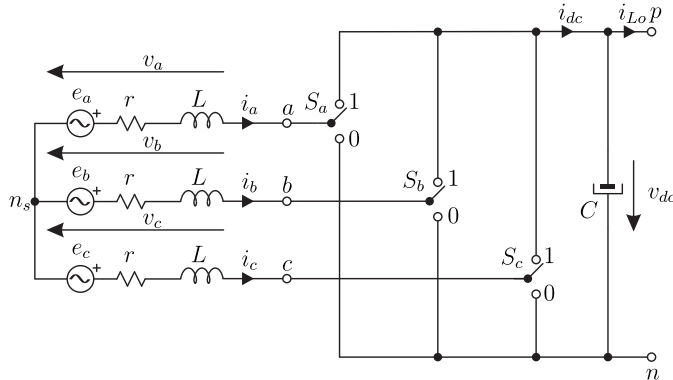 i_dc i_Lo p
v_a
e_a r L i_a a S_a 1
+
0
v_b
e_b r L i_b b S_b 1
+
n_s
0
v_c
e_c r L i_c c S_c 1
+
0
C v_dc
n